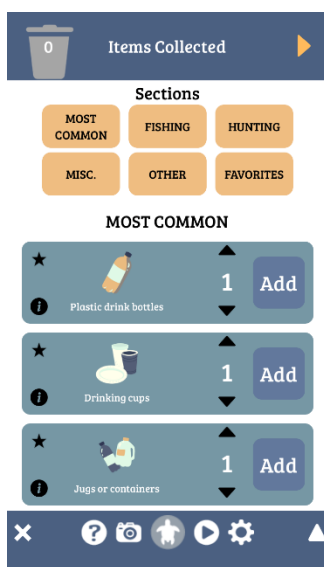 0
Items Collected
Sections
MOST
COMMON
FISHING
HUNTING
MISC.
OTHER
FAVORITES
MOST COMMON
Plastic drink bottles
1
Add
Drinking cups
1
Add
Jugs or containers
1
Add